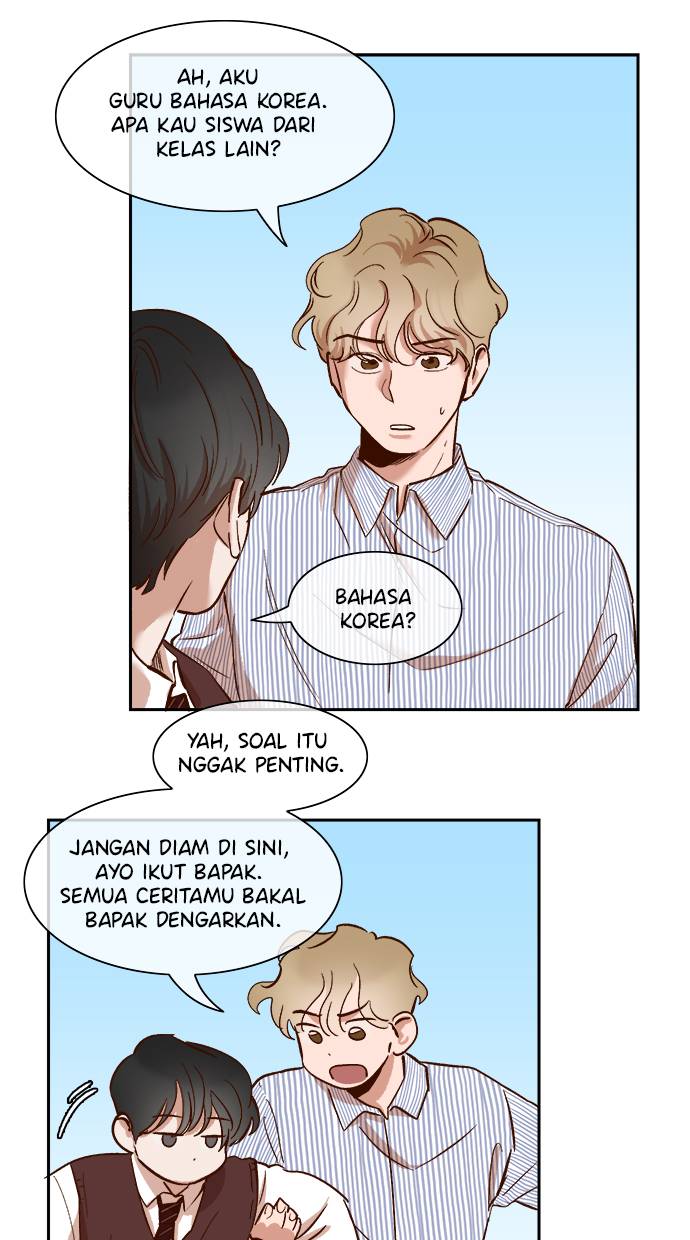 AH, AKU
GURU BAHASA KOREA.
APA KAU SISWA DARI
KELAS LAIN?
BAHASA
KOREA?
YAH, SOAL ITU
NGGAK PENTING.
JANGAN DIAM DI SINI,
AYO IKUT BAPAK.
SEMUA CERITAMU BAKAL
BAPAK DENGARKAN.